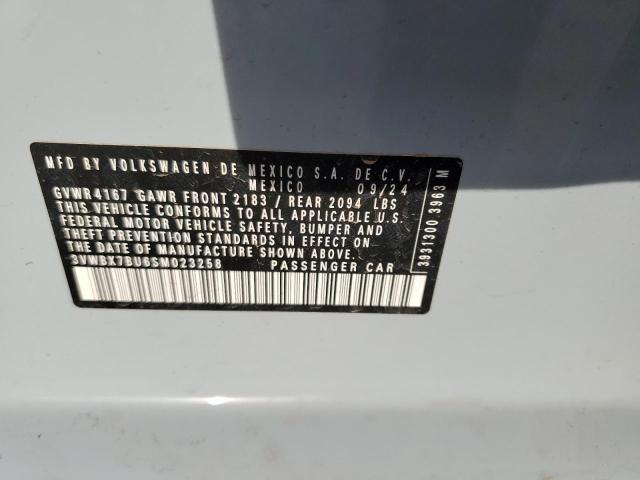 MFD BY VOLKSWAGEN DE MEXICO S.A. DE C.V.
MEXICO 09/24
GVWR4167 GAWR FRONT 2183 / REAR 2094 LBS
THIS VEHICLE CONFORMS TO ALL APPLICABLE U.S.
FEDERAL MOTOR VEHICLE SAFETY, BUMPER AND
THEFT PREVENTION STANDARDS IN EFFECT ON
THE DATE OF MANUFACTURE SHOWN ABOVE.
3VWBX7BU6SM023258 PASSENGER CAR
3931300 3963 M